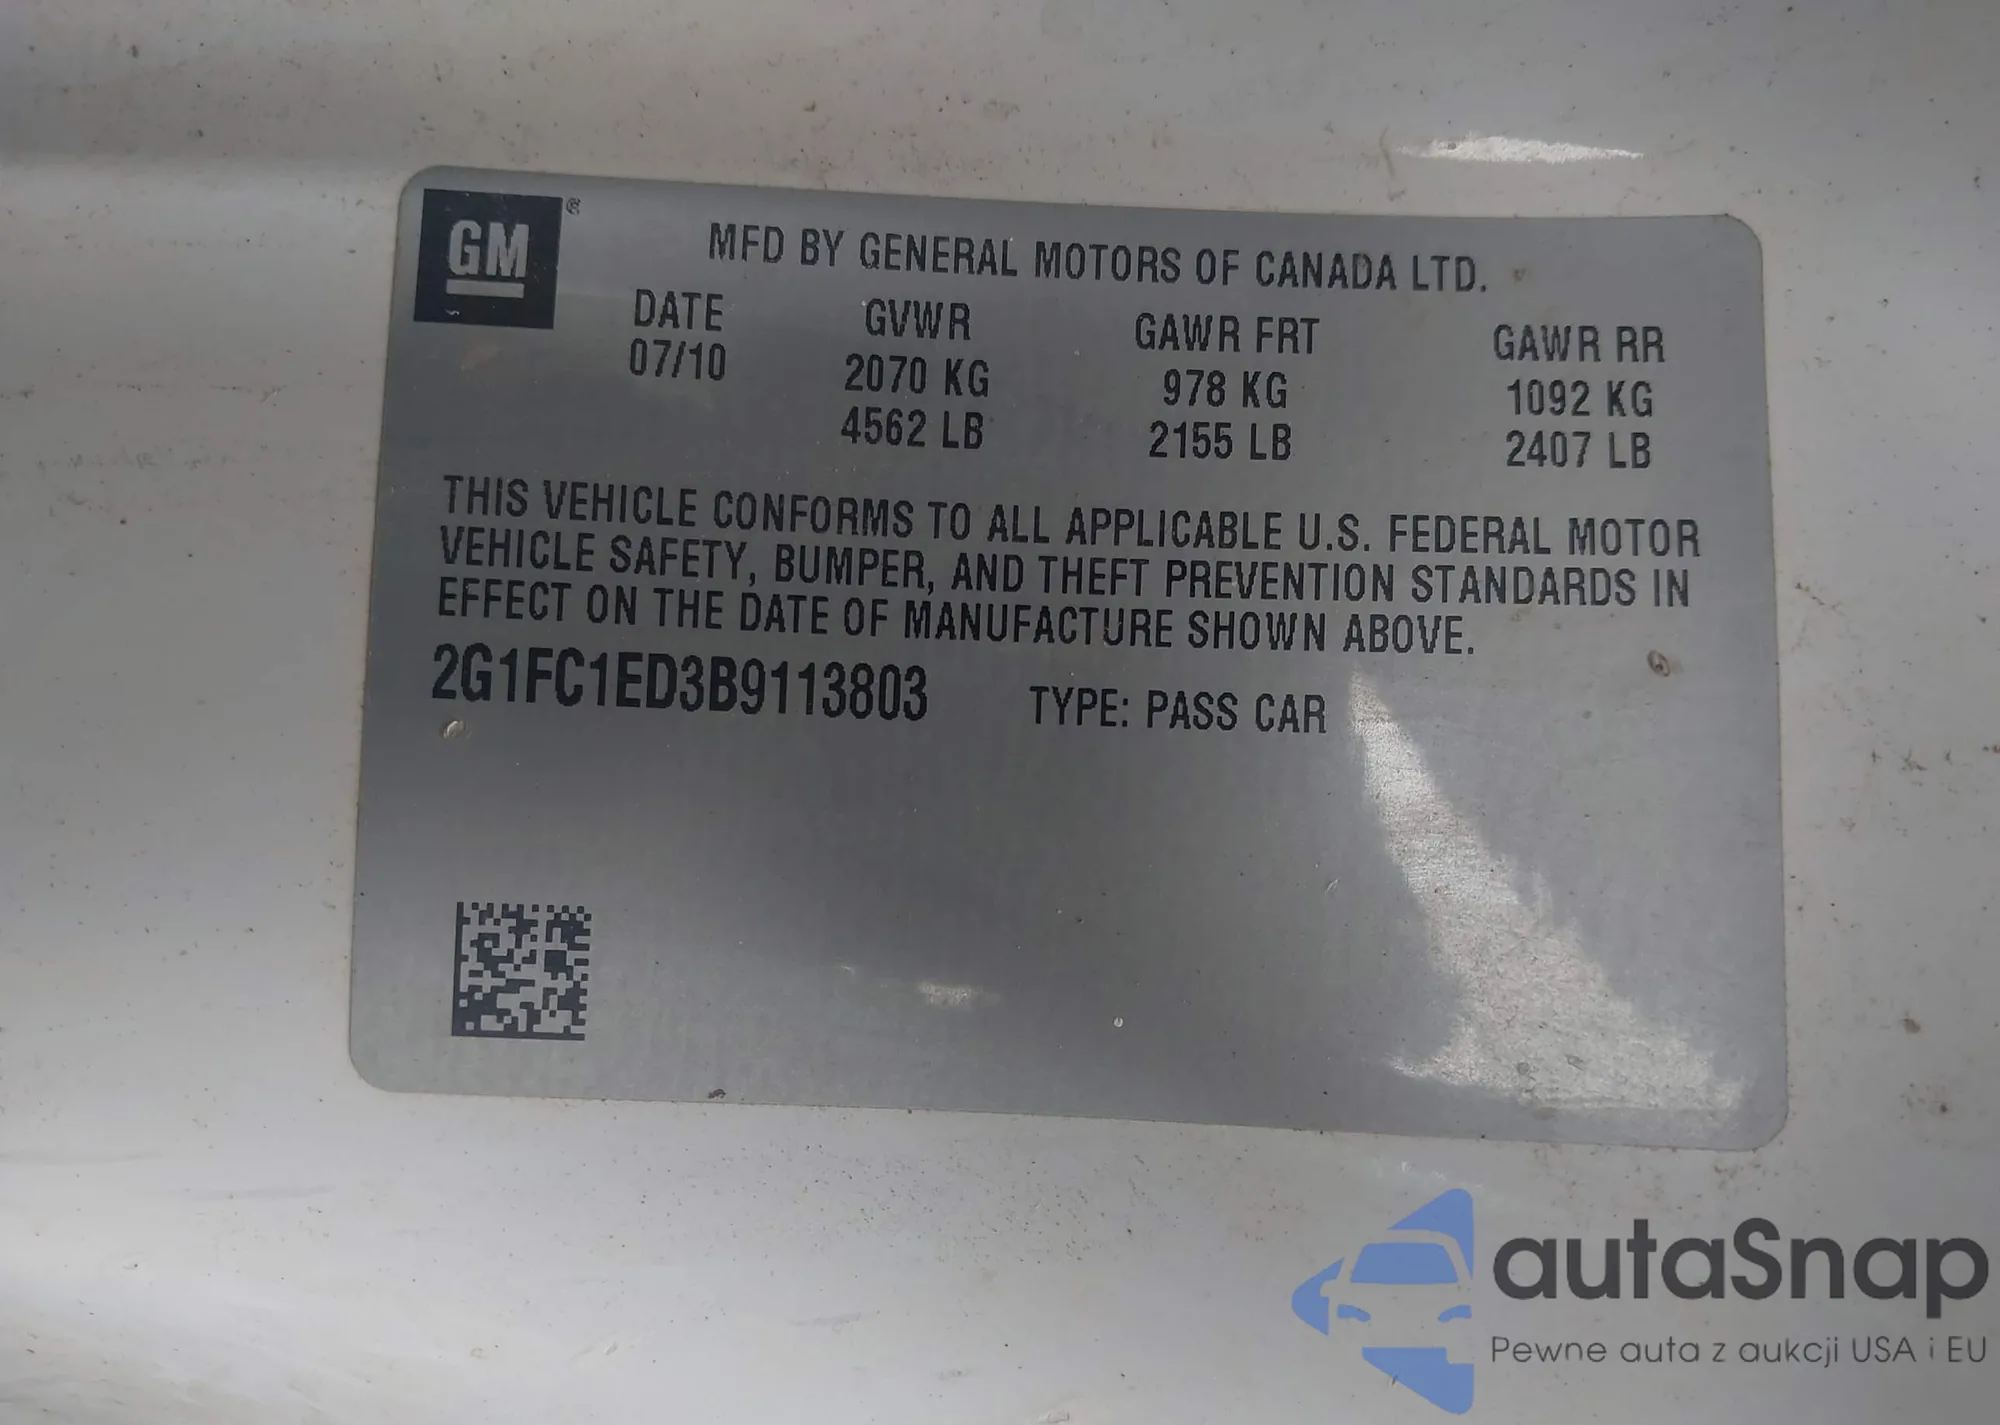 GM ®
MFD BY GENERAL MOTORS OF CANADA LTD.
DATE GVWR GAWR FRT GAWR RR
07/10 2070 KG 978 KG 1092 KG
4562 LB 2155 LB 2407 LB
THIS VEHICLE CONFORMS TO ALL APPLICABLE U.S. FEDERAL MOTOR
VEHICLE SAFETY, BUMPER, AND THEFT PREVENTION STANDARDS IN
EFFECT ON THE DATE OF MANUFACTURE SHOWN ABOVE.
2G1FC1ED3B9113803 TYPE: PASS CAR
autaSnap
Pewne auta z aukcji USA i EU